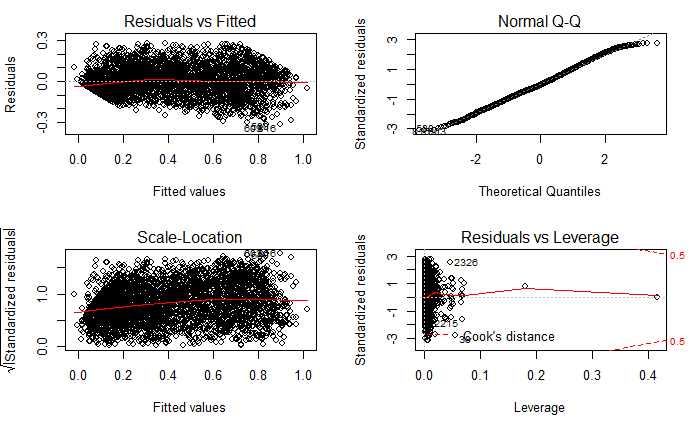 Residuals vs Fitted
Residuals
-0.3 0.0 0.3
0.0 0.2 0.4 0.6 0.8 1.0
Fitted values
Normal Q-Q
Standardized residuals
-3 -1 1 3
-2 0 2
Theoretical Quantiles
Scale-Location
√|Standardized residuals|
0.0 1.0
0.0 0.2 0.4 0.6 0.8 1.0
Fitted values
Residuals vs Leverage
Standardized residuals
-3 -1 1 3
2326
2215
Cook's distance
0.5
0.5
0.0 0.1 0.2 0.3 0.4
Leverage